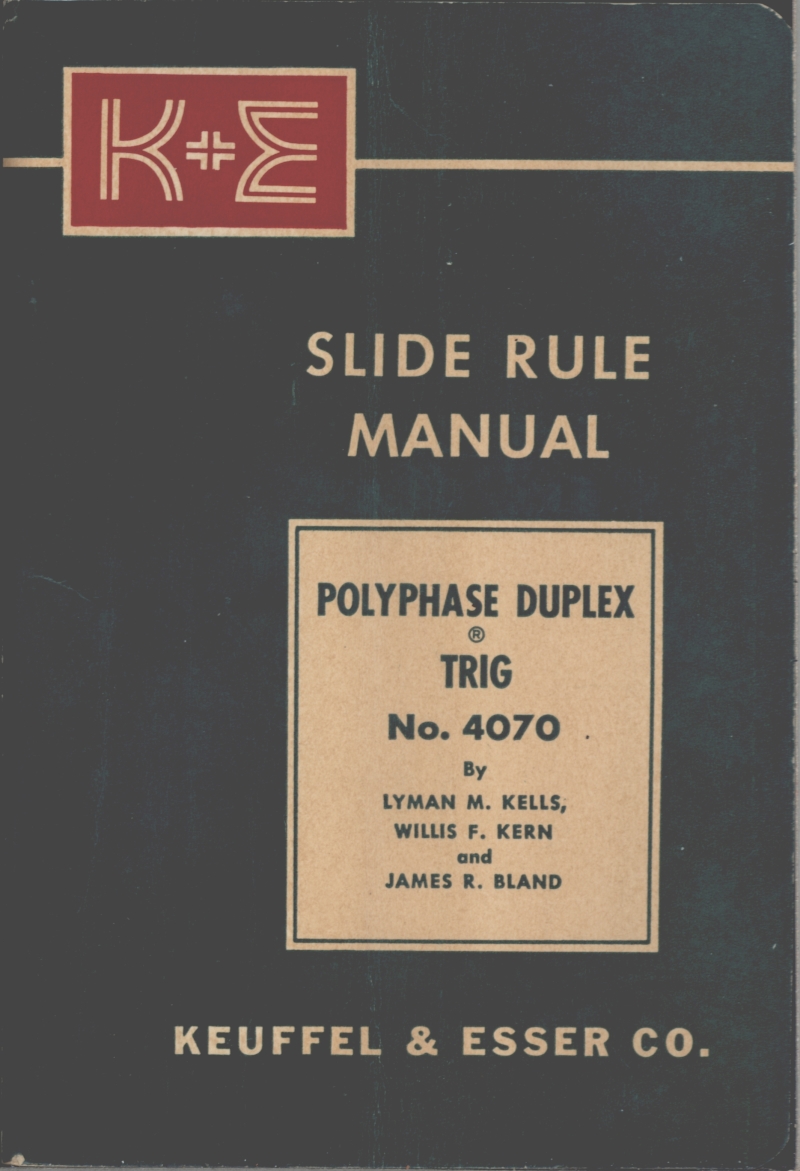 K+E
SLIDE RULE
MANUAL
POLYPHASE DUPLEX
®
TRIG
No. 4070
By
LYMAN M. KELLS,
WILLIS F. KERN
and
JAMES R. BLAND
KEUFFEL & ESSER CO.